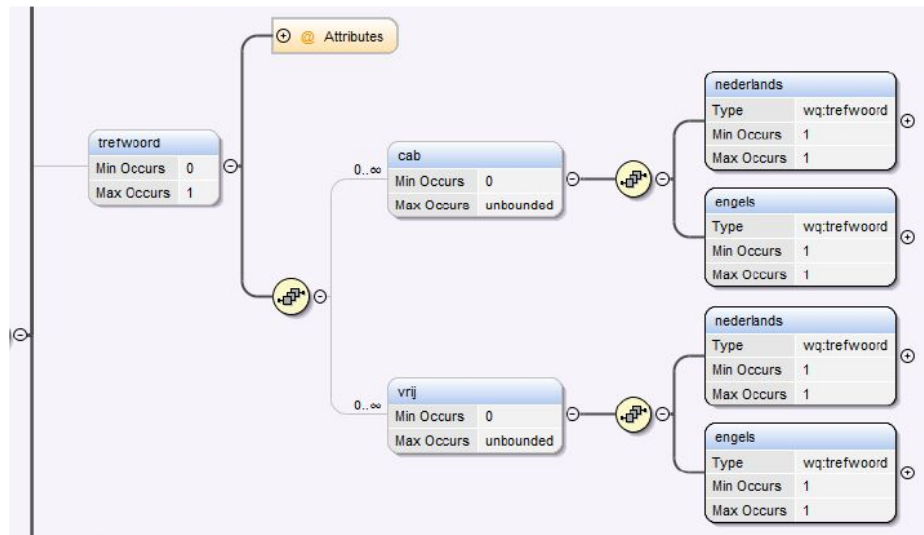 @ Attributes
trefwoord
Min Occurs 0
Max Occurs 1
0..∞
cab
Min Occurs 0
Max Occurs unbounded
nederlands
Type wq:trefwoord
Min Occurs 1
Max Occurs 1
engels
Type wq:trefwoord
Min Occurs 1
Max Occurs 1
0..∞
vrij
Min Occurs 0
Max Occurs unbounded
nederlands
Type wq:trefwoord
Min Occurs 1
Max Occurs 1
engels
Type wq:trefwoord
Min Occurs 1
Max Occurs 1